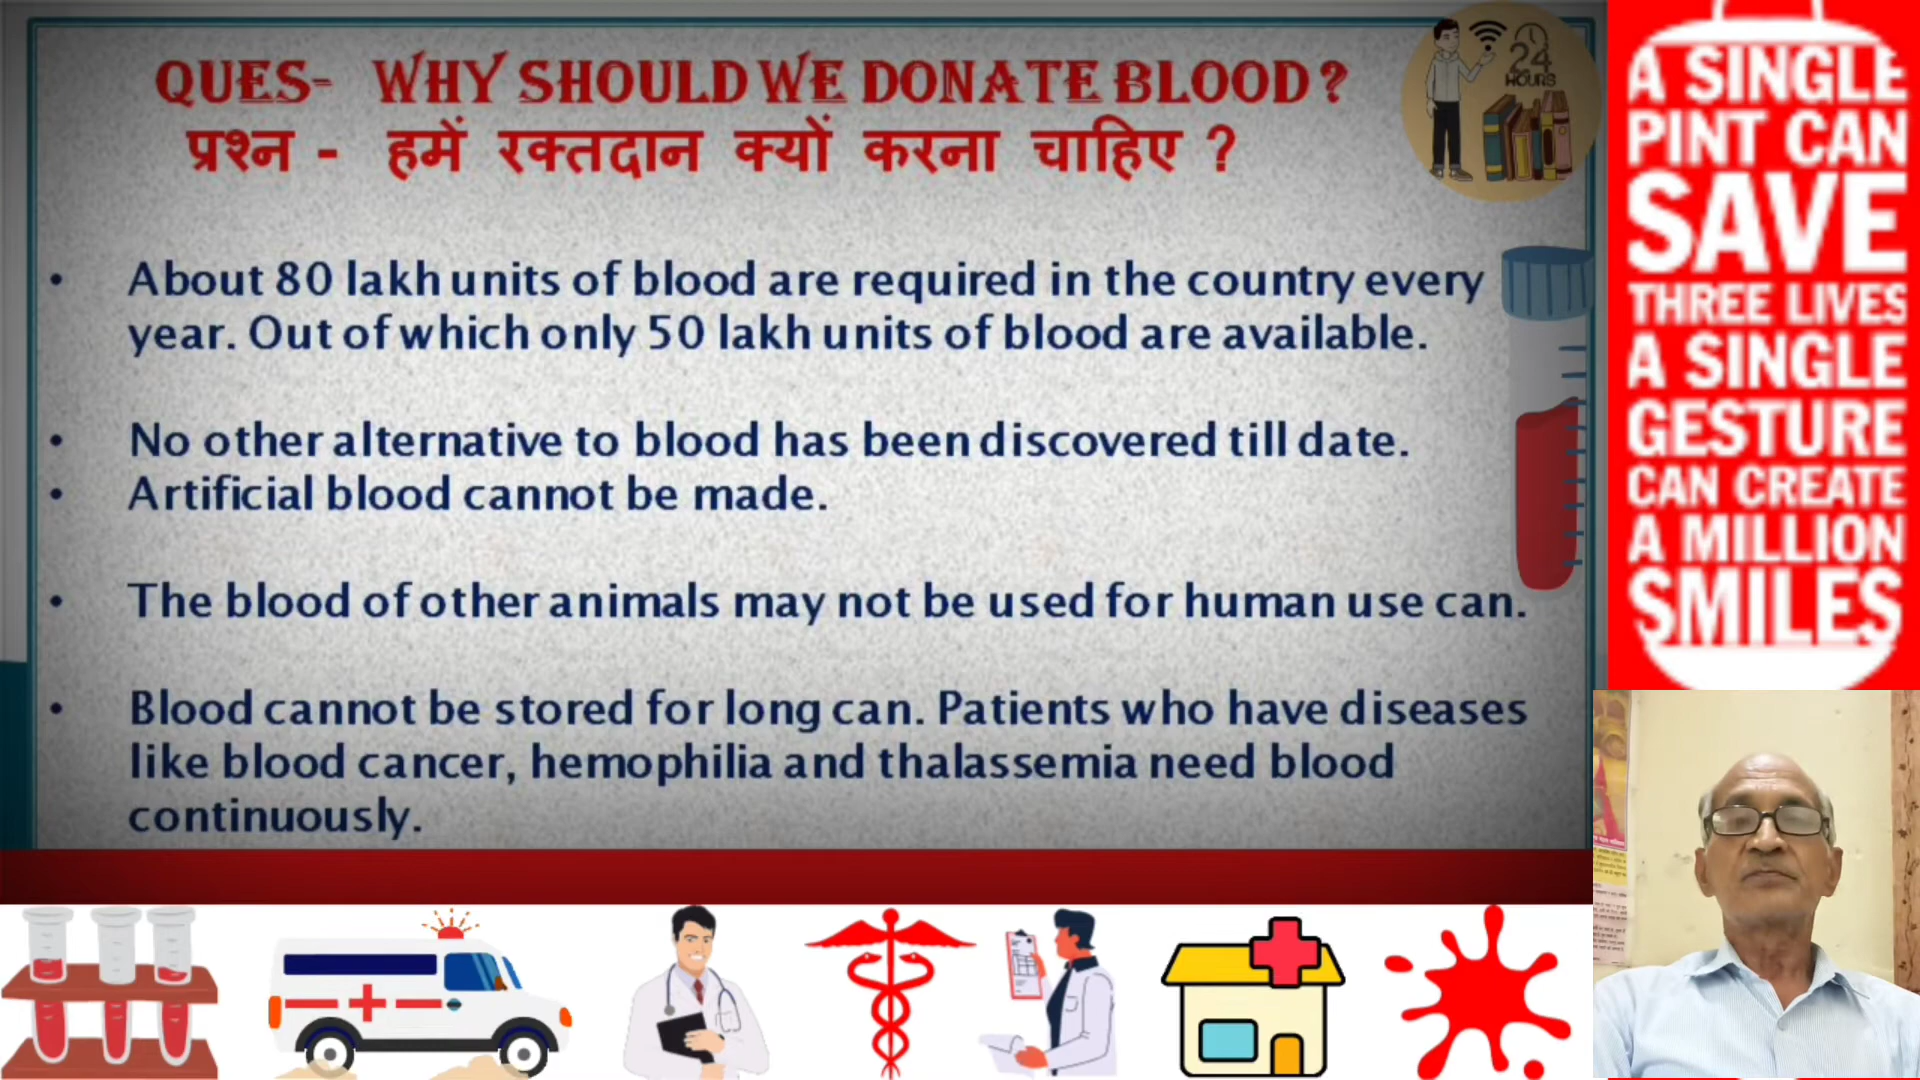 QUES- WHY SHOULD WE DONATE BLOOD?
प्रश्न - हमें रक्तदान क्यों करना चाहिए ?
24
HOURS
• About 80 lakh units of blood are required in the country every
year. Out of which only 50 lakh units of blood are available.
• No other alternative to blood has been discovered till date.
• Artificial blood cannot be made.
• The blood of other animals may not be used for human use can.
• Blood cannot be stored for long can. Patients who have diseases
like blood cancer, hemophilia and thalassemia need blood
continuously.
A SINGLE
PINT CAN
SAVE
THREE LIVES
A SINGLE
GESTURE
CAN CREATE
A MILLION
SMILES